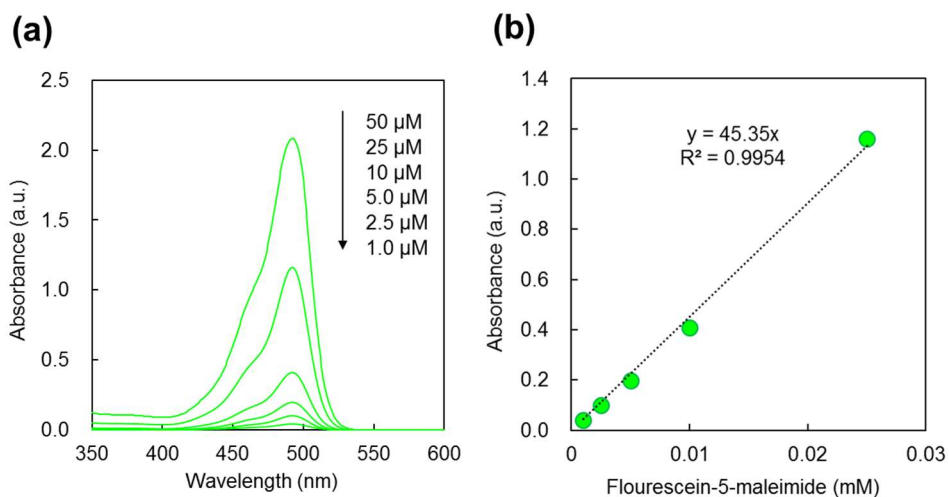 (a)
2.5
2.0
1.5
1.0
0.5
0.0
350
400
450
500
550
600
Absorbance (a.u.)
Wavelength (nm)
50 µM
25 µM
10 µM
5.0 µM
2.5 µM
1.0 µM
(b)
1.4
1.2
1.0
0.8
0.6
0.4
0.2
0.0
0
0.01
0.02
0.03
Absorbance (a.u.)
Flourescein-5-maleimide (mM)
y = 45.35x
R² = 0.9954